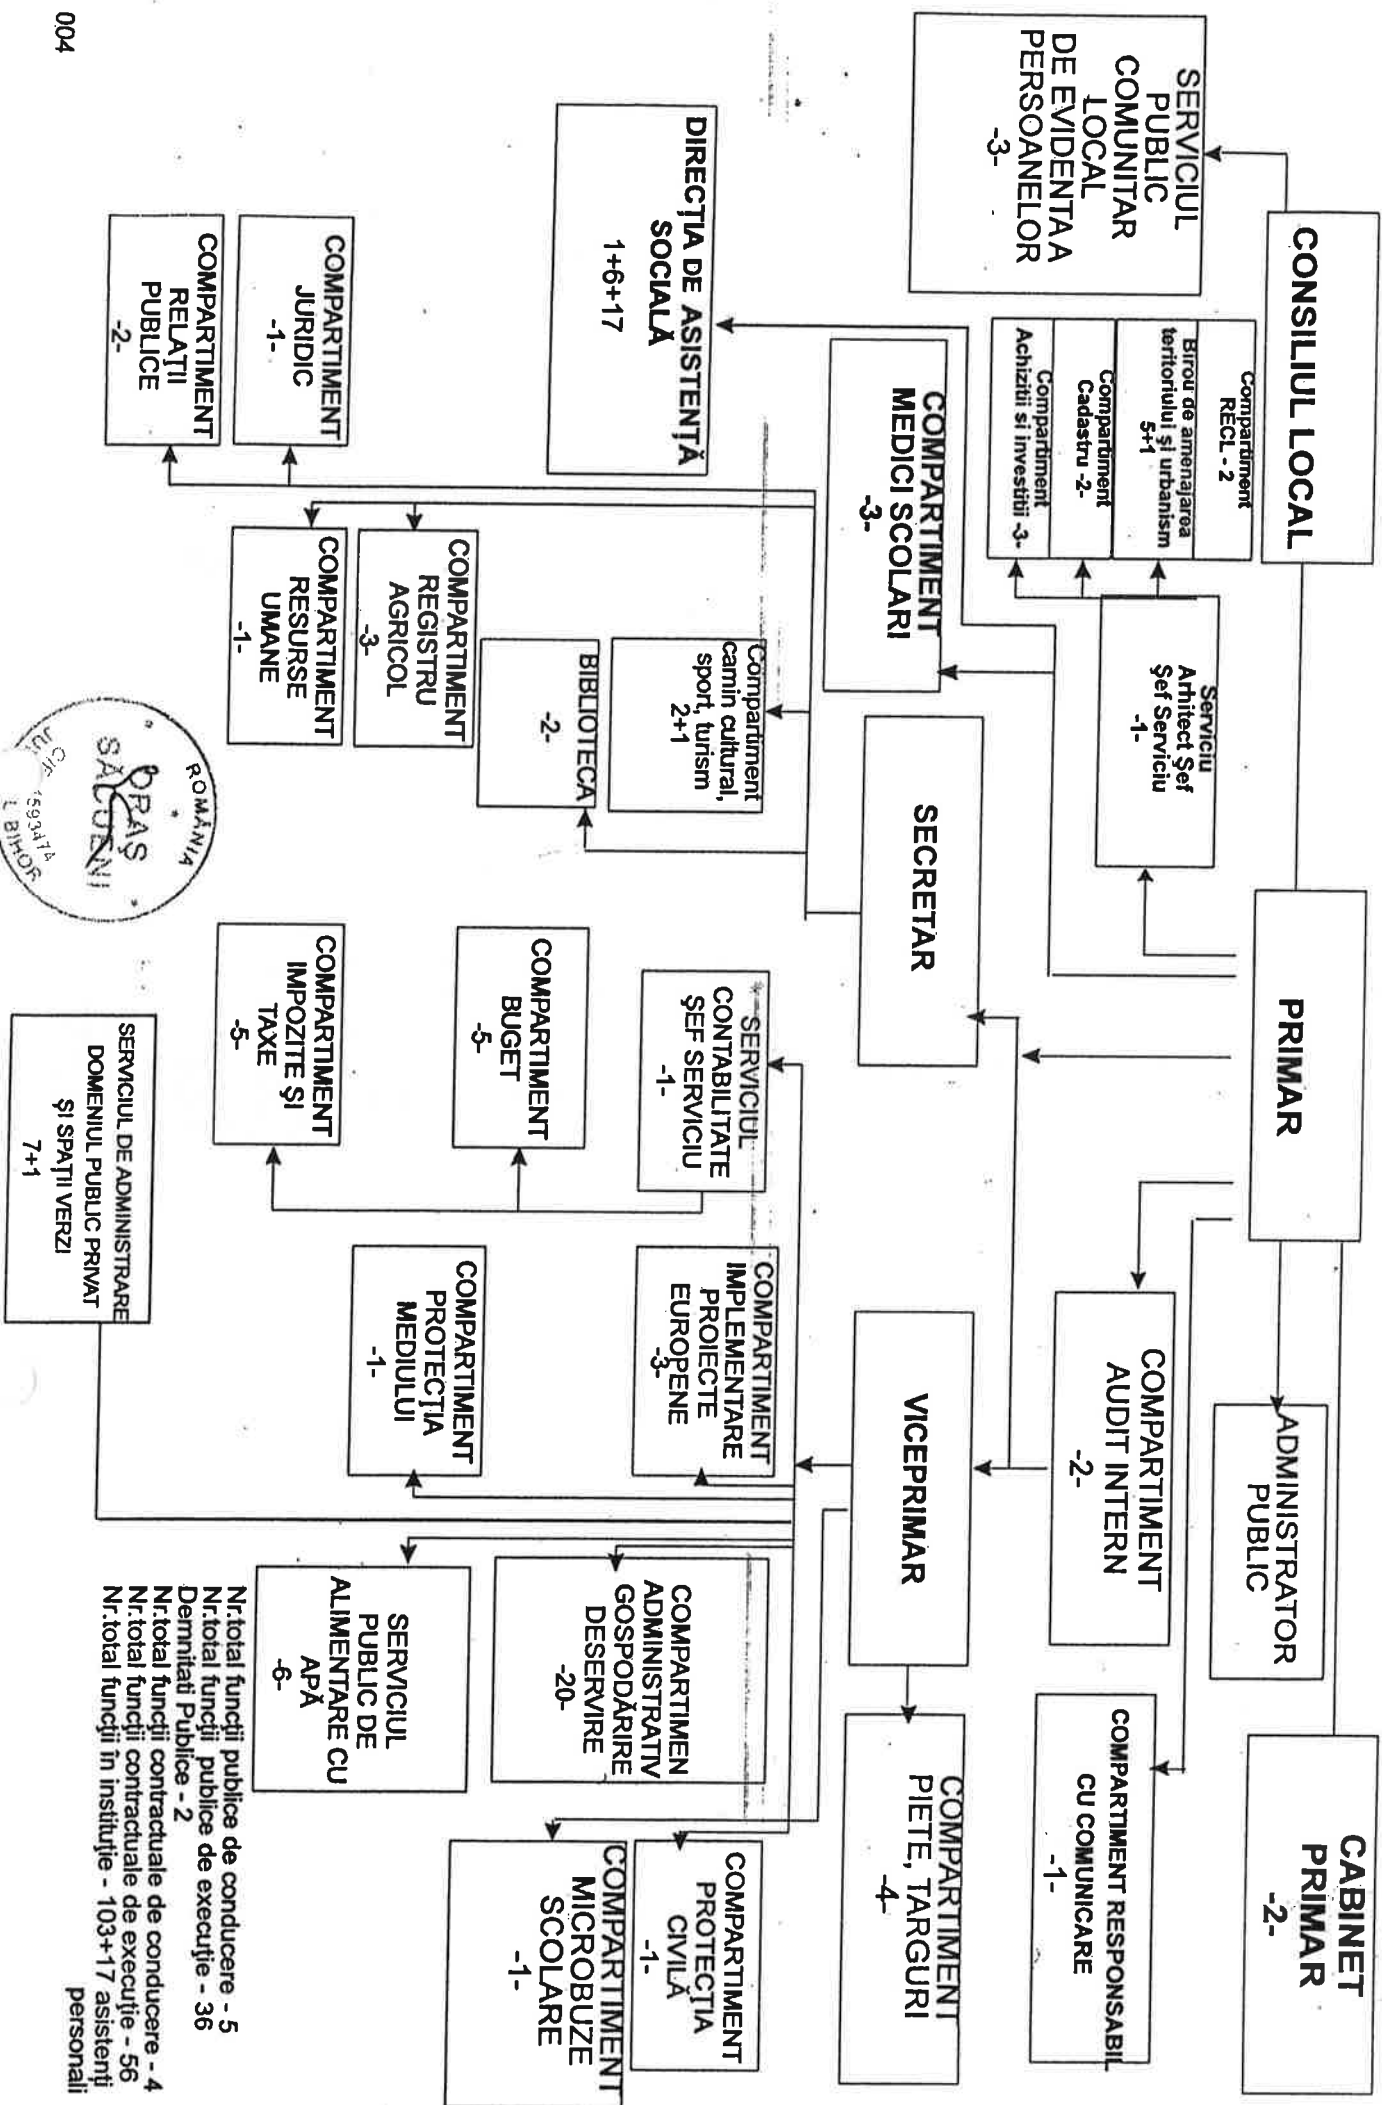 CONSILIUL LOCAL
PRIMAR
CABINET
PRIMAR
-2-
SERVICIUL
PUBLIC
COMUNITAR
LOCAL
DE EVIDENTA A
PERSOANELOR
-3-
Compartiment
RECL - 2
Birou de amenajarea
teritoriului şi urbanism
5+1
Compartiment
Cadastru -2-
Compartiment
Achizitii si investitii -3-
Serviciu
Arhitect Şef
Şef Serviciu
-1-
ADMINISTRATOR
PUBLIC
COMPARTIMENT
AUDIT INTERN
-2-
COMPARTIMENT RESPONSABIL
CU COMUNICARE
-1-
COMPARTIMENT
MEDICI SCOLARI
-3-
SECRETAR
VICEPRIMAR
COMPARTIMENT
PIETE, TARGURI
-4-
DIRECŢIA DE ASISTENŢĂ
SOCIALĂ
1+6+17
Compartiment
camin cultural,
sport, turism
2+1
BIBLIOTECA
-2-
SERVICIUL
CONTABILITATE
ŞEF SERVICIU
-1-
COMPARTIMENT
IMPLEMENTARE
PROIECTE
EUROPENE
-3-
COMPARTIMEN
ADMINISTRATIV
GOSPODĂRIRE
DESERVIRE
-20-
COMPARTIMENT
PROTECŢIA
CIVILĂ
-1-
COMPARTIMENT
MICROBUZE
SCOLARE
-1-
COMPARTIMENT
JURIDIC
-1-
COMPARTIMENT
RELAŢII
PUBLICE
-2-
COMPARTIMENT
REGISTRU
AGRICOL
-3-
COMPARTIMENT
RESURSE
UMANE
-1-
COMPARTIMENT
BUGET
-5-
COMPARTIMENT
IMPOZITE ŞI
TAXE
-5-
COMPARTIMENT
PROTECŢIA
MEDIULUI
-1-
SERVICIUL
PUBLIC DE
ALIMENTARE CU
APĂ
-6-
SERVICIUL DE ADMINISTRARE
DOMENIUL PUBLIC PRIVAT
ŞI SPAŢII VERZI
7+1
Nr.total funcţii publice de conducere - 5
Nr.total funcţii publice de execuţie - 36
Demnitati Publice - 2
Nr.total funcţii contractuale de conducere - 4
Nr.total funcţii contractuale de execuţie - 56
Nr.total funcţii în instituţie - 103+17 asistenţi
personali
ROMÂNIA
ORAŞ
SĂCUENI
BIHOR
004